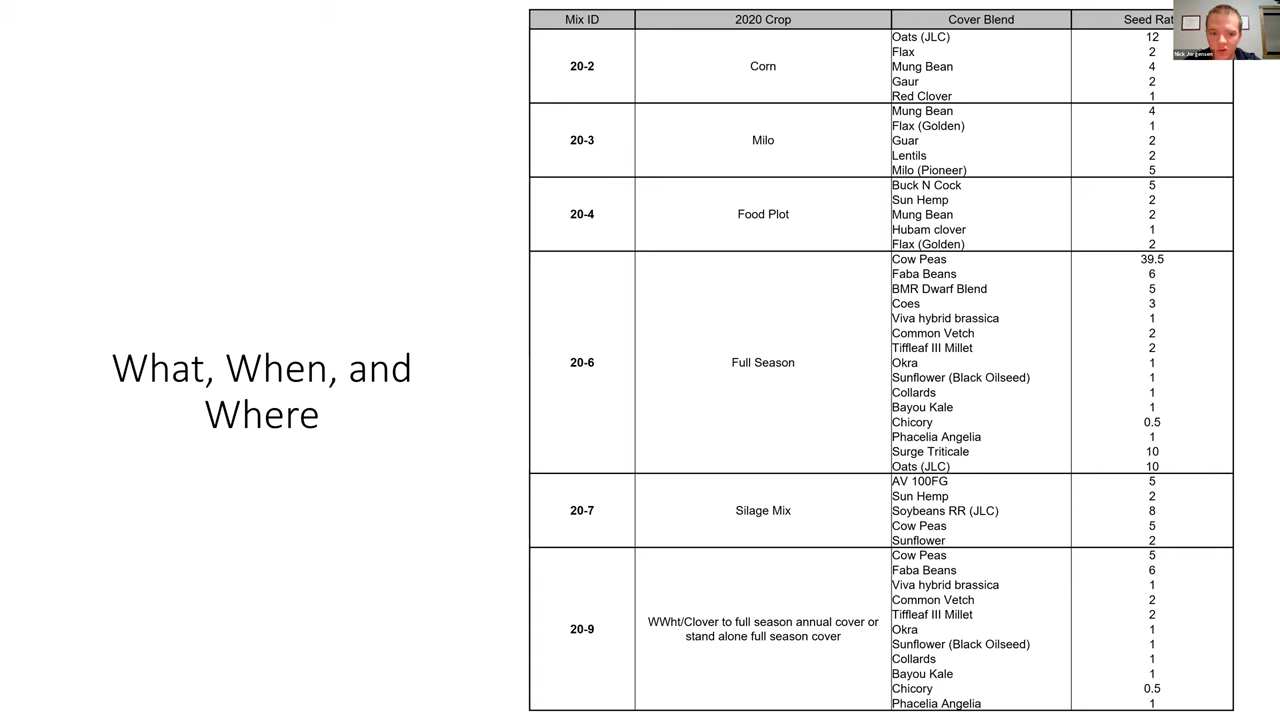 What, When, and
Where
Mix ID 2020 Crop Cover Blend Seed Rat
Nick Jorgensen
20-2 Corn
Oats (JLC) 12
Flax 2
Mung Bean 4
Gaur 2
Red Clover 1
20-3 Milo
Mung Bean 4
Flax (Golden) 1
Guar 2
Lentils 2
Milo (Pioneer) 5
20-4 Food Plot
Buck N Cock 5
Sun Hemp 2
Mung Bean 2
Hubam clover 1
Flax (Golden) 2
20-6 Full Season
Cow Peas 39.5
Faba Beans 6
BMR Dwarf Blend 5
Coes 3
Viva hybrid brassica 1
Common Vetch 2
Tiffleaf III Millet 2
Okra 1
Sunflower (Black Oilseed) 1
Collards 1
Bayou Kale 1
Chicory 0.5
Phacelia Angelia 1
Surge Triticale 10
Oats (JLC) 10
20-7 Silage Mix
AV 100FG 5
Sun Hemp 2
Soybeans RR (JLC) 8
Cow Peas 5
Sunflower 2
20-9 WWht/Clover to full season annual cover or
stand alone full season cover
Cow Peas 5
Faba Beans 6
Viva hybrid brassica 1
Common Vetch 2
Tiffleaf III Millet 2
Okra 1
Sunflower (Black Oilseed) 1
Collards 1
Bayou Kale 1
Chicory 0.5
Phacelia Angelia 1